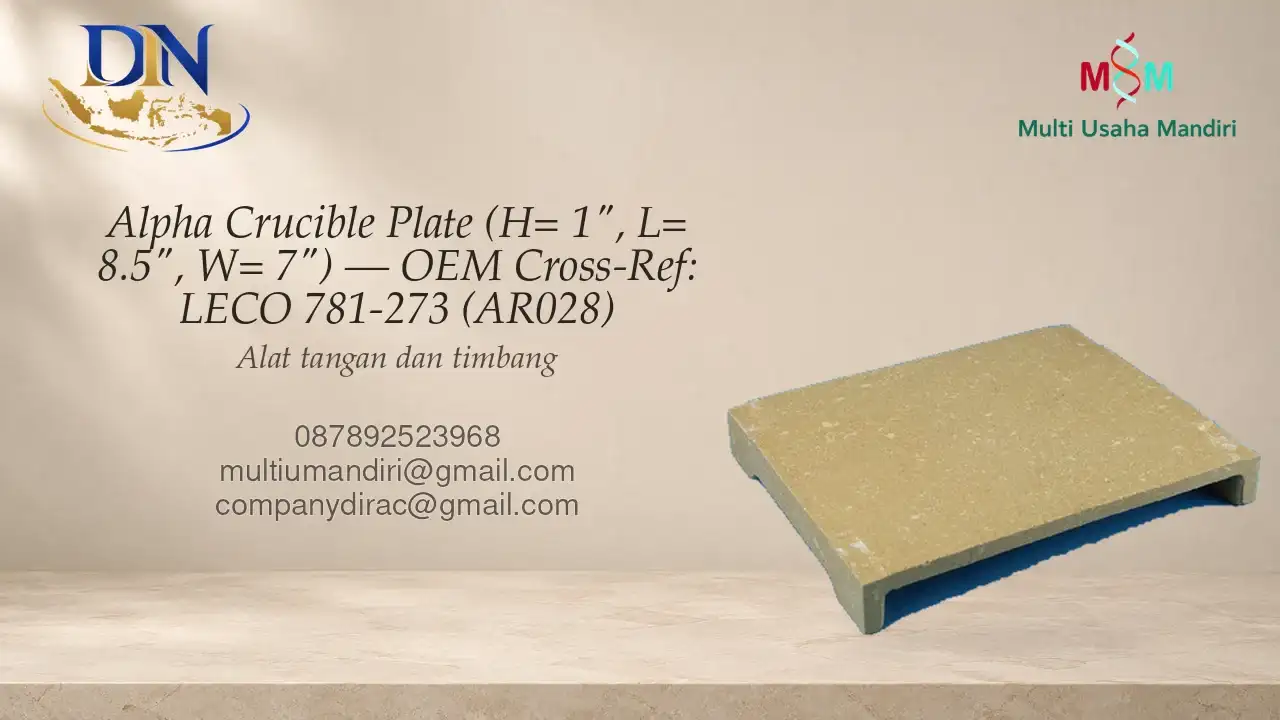 DN
MSM
Multi Usaha Mandiri
Alpha Crucible Plate (H= 1", L=
8.5", W= 7") — OEM Cross-Ref:
LECO 781-273 (AR028)
Alat tangan dan timbang
087892523968
multiumandiri@gmail.com
companydirac@gmail.com